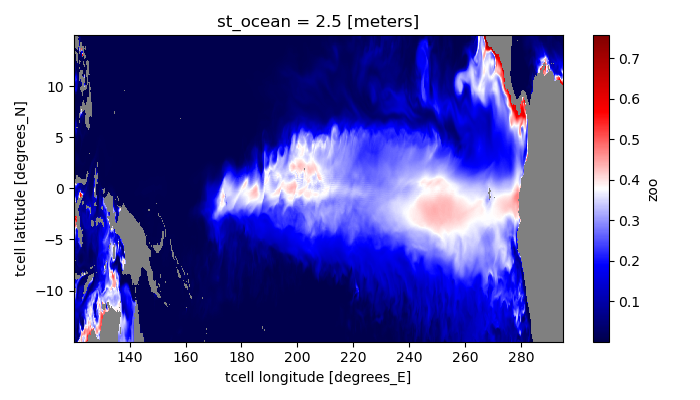 st_ocean = 2.5 [meters]
10
5
0
−5
−10
tcell latitude [degrees_N]
140 160 180 200 220 240 260 280
tcell longitude [degrees_E]
0.7
0.6
0.5
0.4
0.3
0.2
0.1
zoo